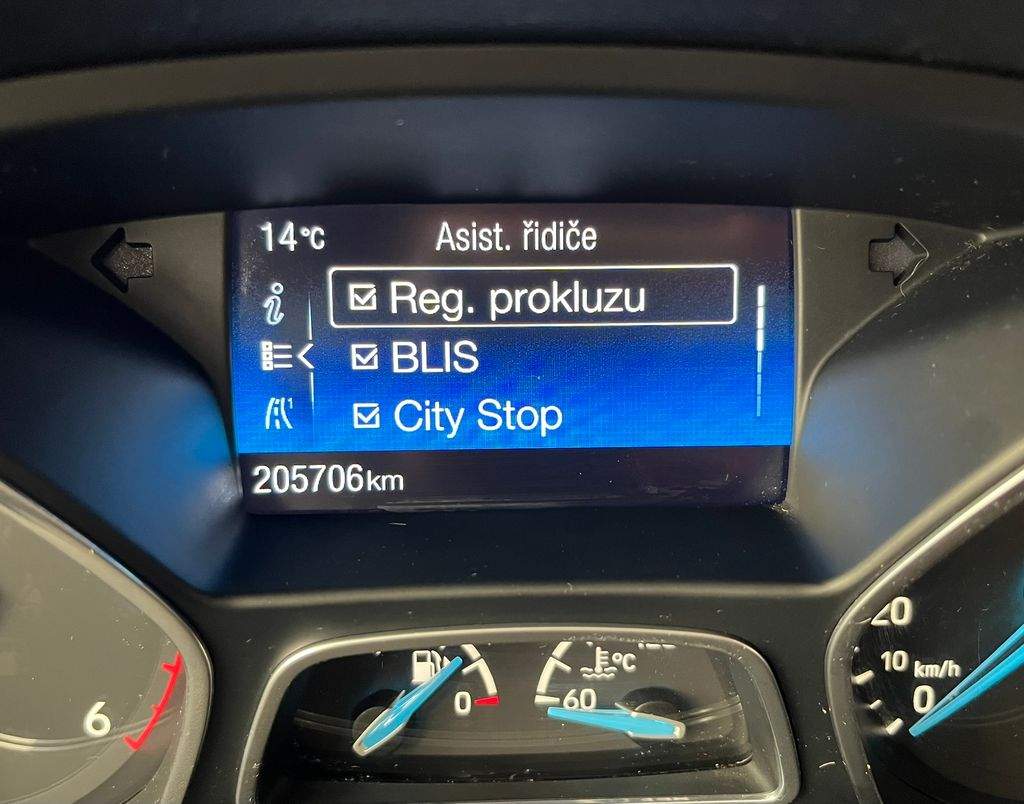 14°C Asist. řidiče
Reg. prokluzu
BLIS
City Stop
205706km
6
0
°C
60
20
10 km/h
0